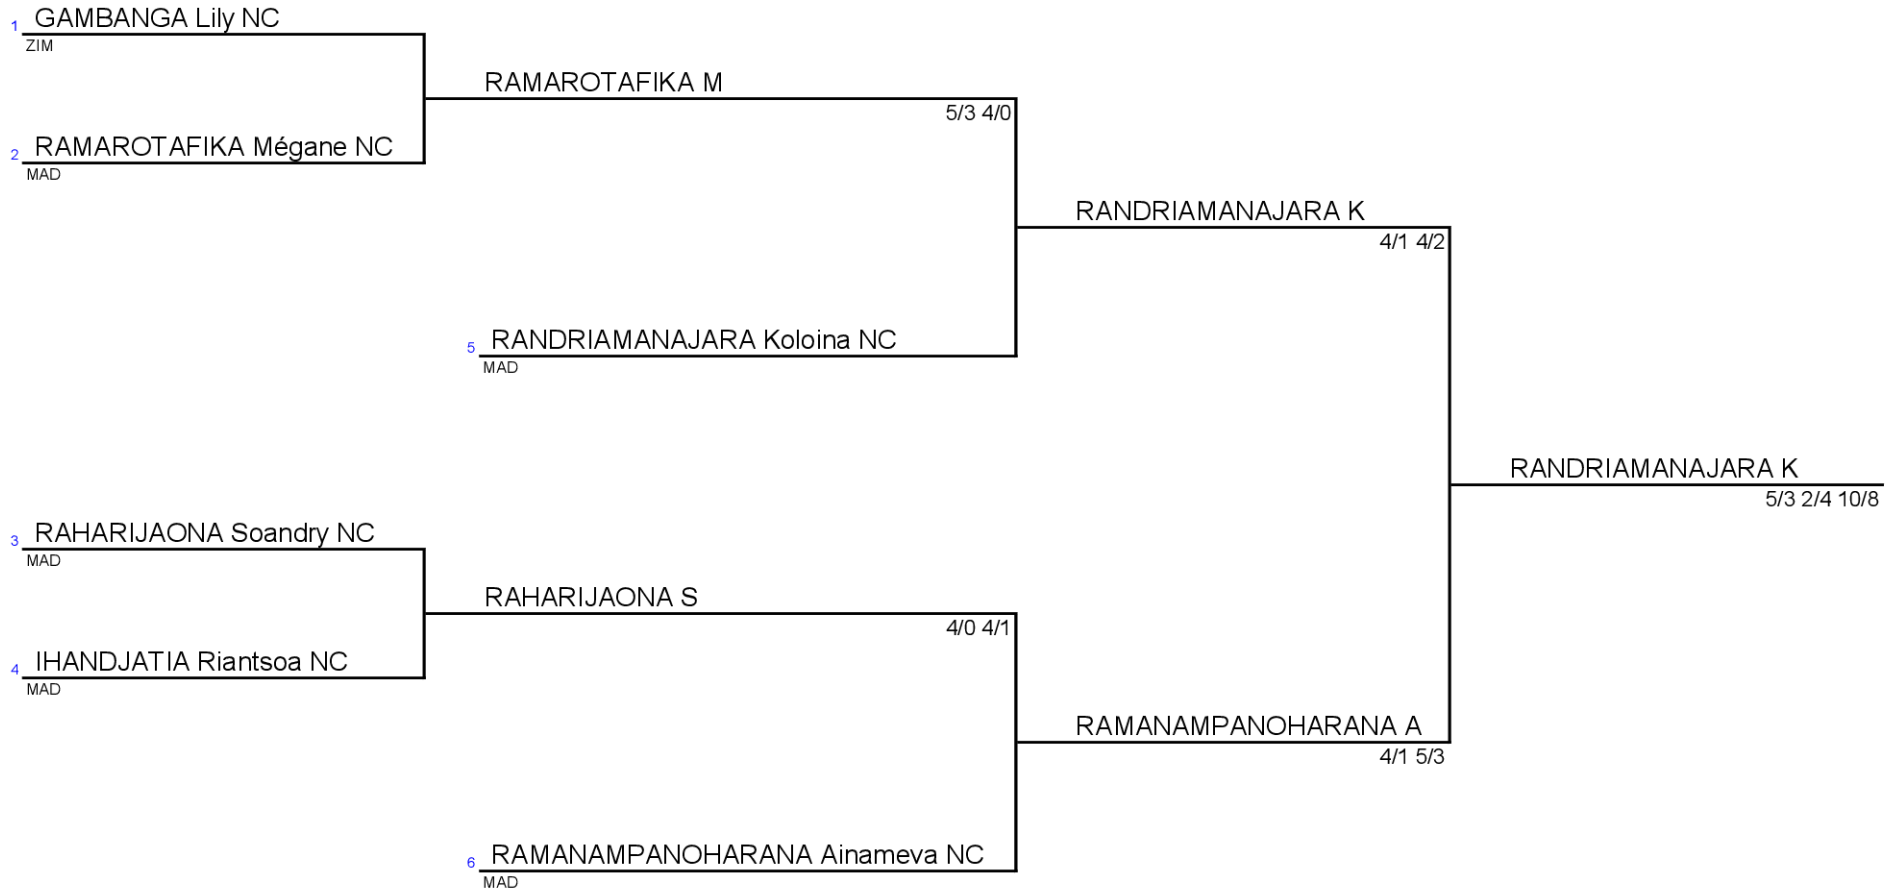 1 GAMBANGA Lily NC
ZIM
RAMAROTAFIKA M
5/3 4/0
2 RAMAROTAFIKA Mégane NC
MAD
RANDRIAMANAJARA K
4/1 4/2
5 RANDRIAMANAJARA Koloina NC
MAD
RANDRIAMANAJARA K
5/3 2/4 10/8
3 RAHARIJAONA Soandry NC
MAD
RAHARIJAONA S
4/0 4/1
4 IHANDJATIA Riantsoa NC
MAD
RAMANAMPANOHARANA A
4/1 5/3
6 RAMANAMPANOHARANA Ainameva NC
MAD